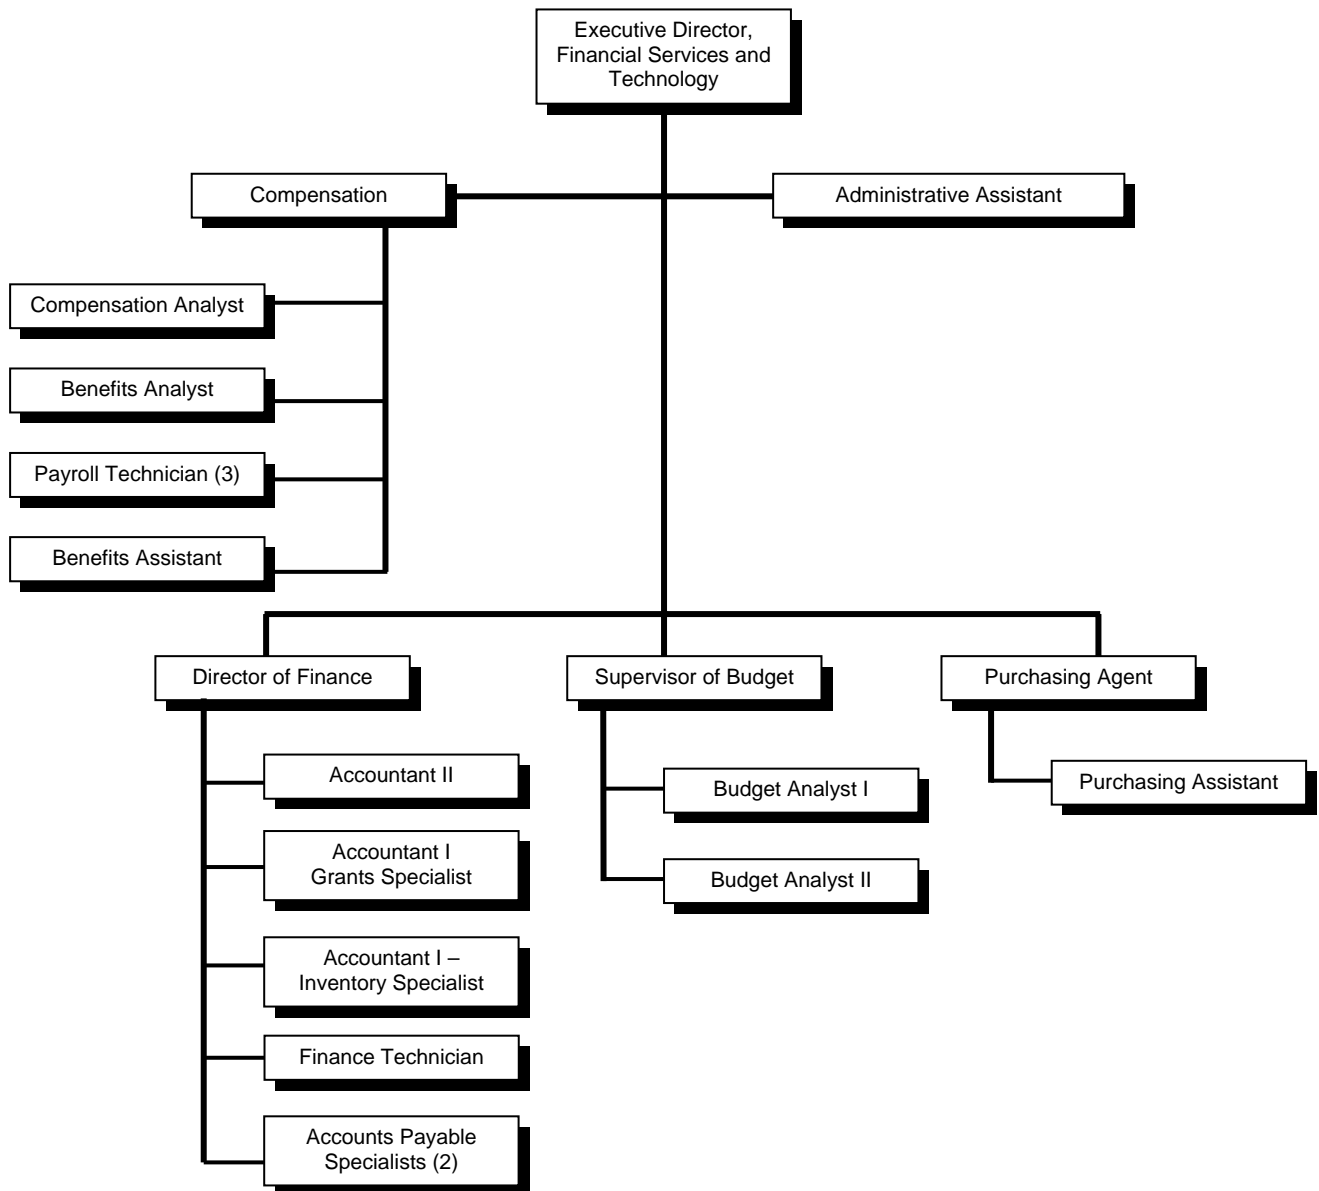 Executive Director,
Financial Services and
Technology
Compensation
Administrative Assistant
Compensation Analyst
Benefits Analyst
Payroll Technician (3)
Benefits Assistant
Director of Finance
Supervisor of Budget
Purchasing Agent
Accountant II
Accountant I
Grants Specialist
Accountant I –
Inventory Specialist
Finance Technician
Accounts Payable
Specialists (2)
Budget Analyst I
Budget Analyst II
Purchasing Assistant